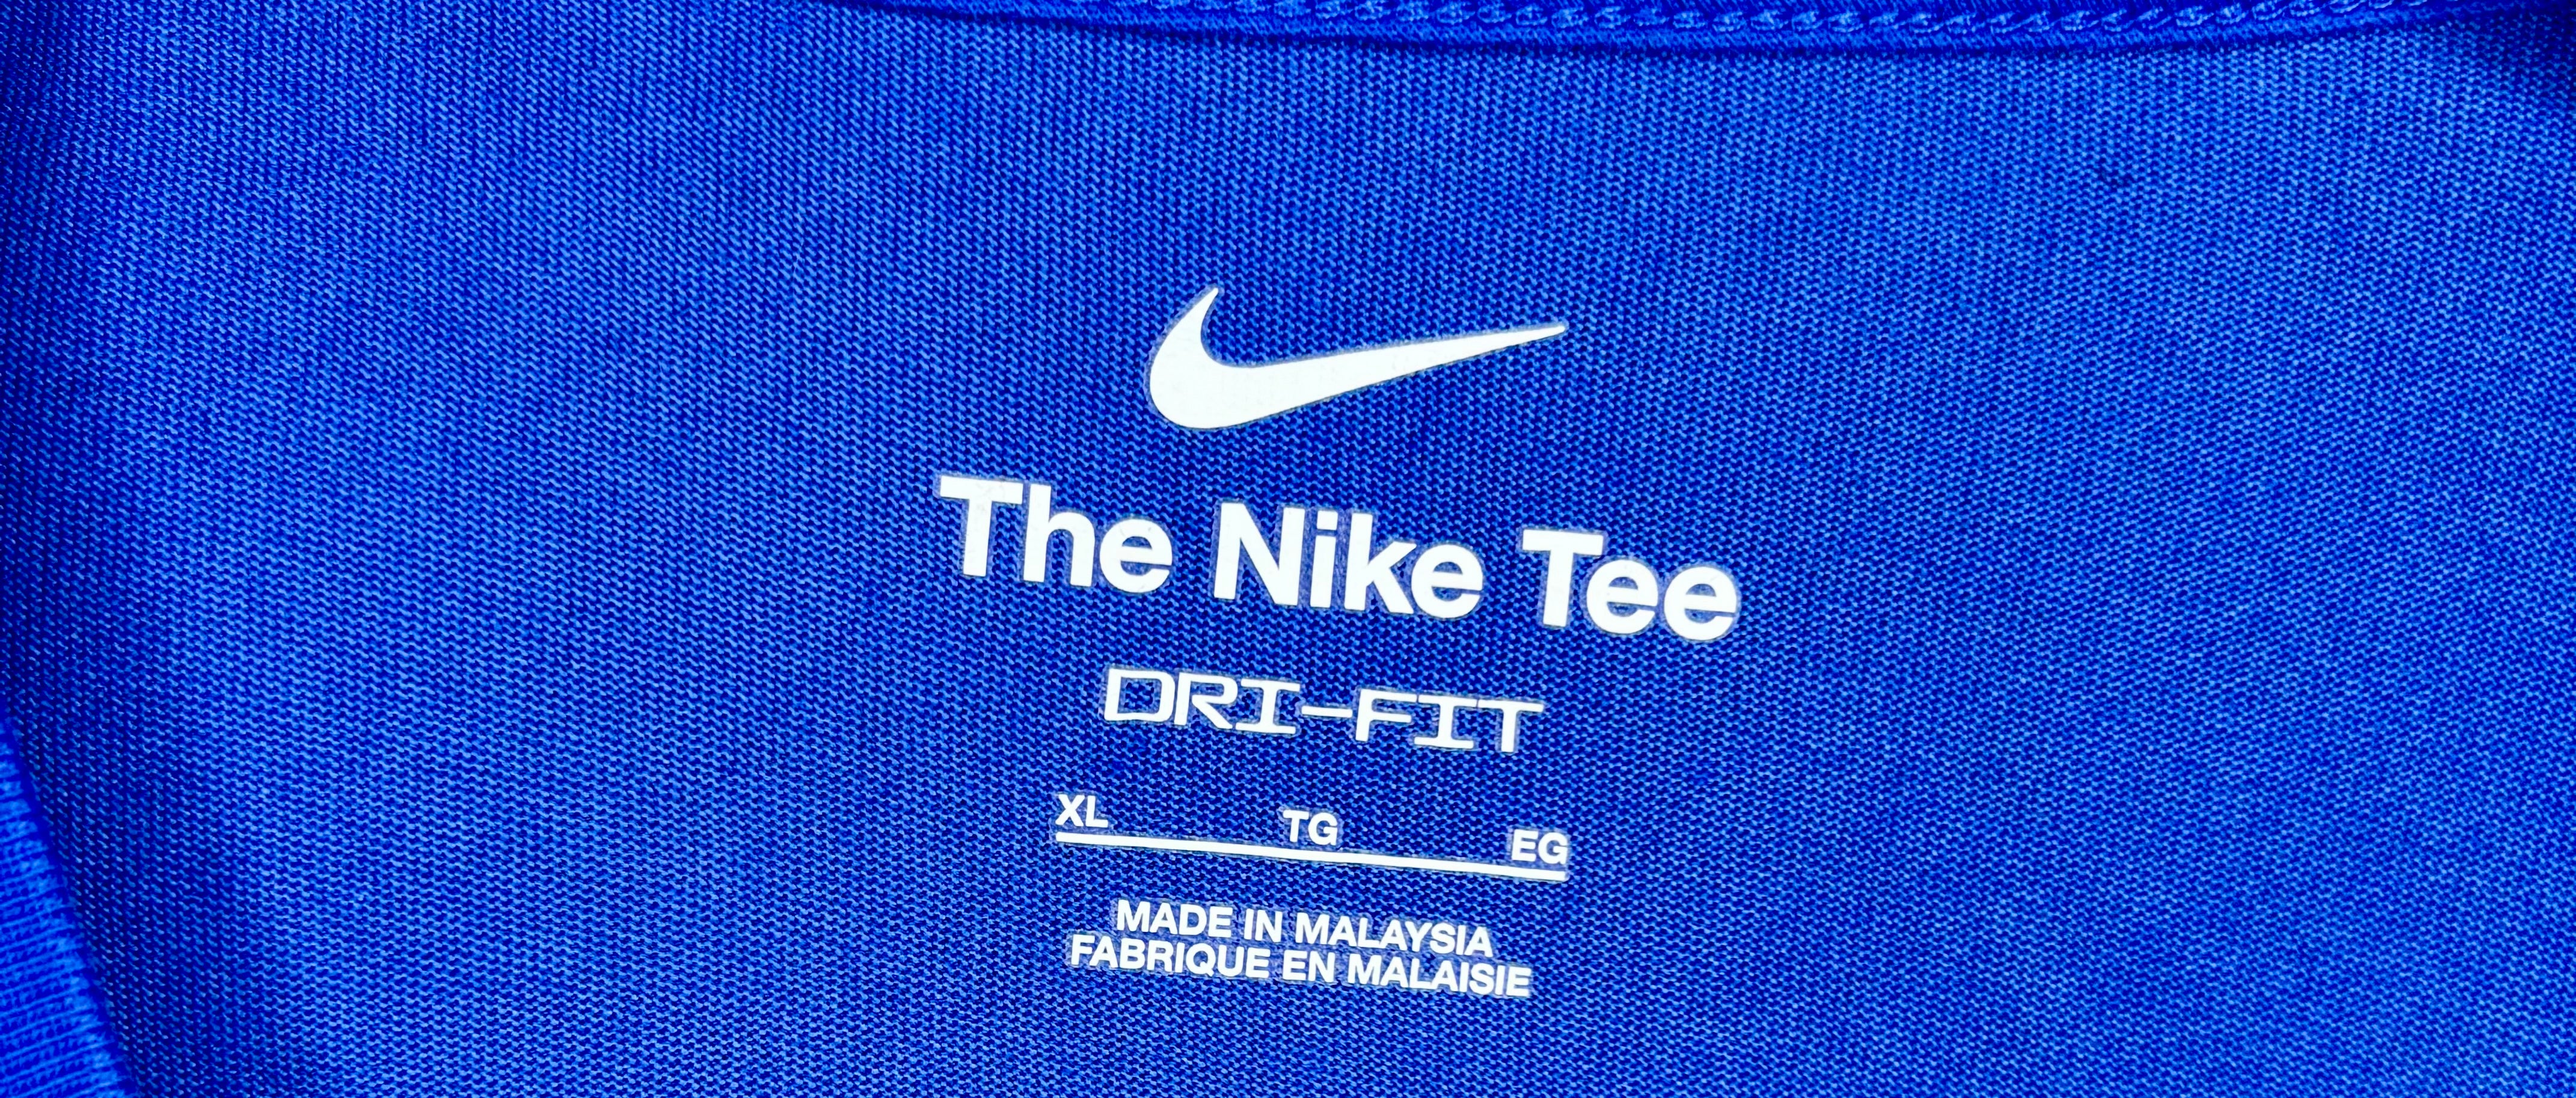 The Nike Tee
DRI-FIT
XL TG EG
MADE IN MALAYSIA
FABRIQUE EN MALAISIE